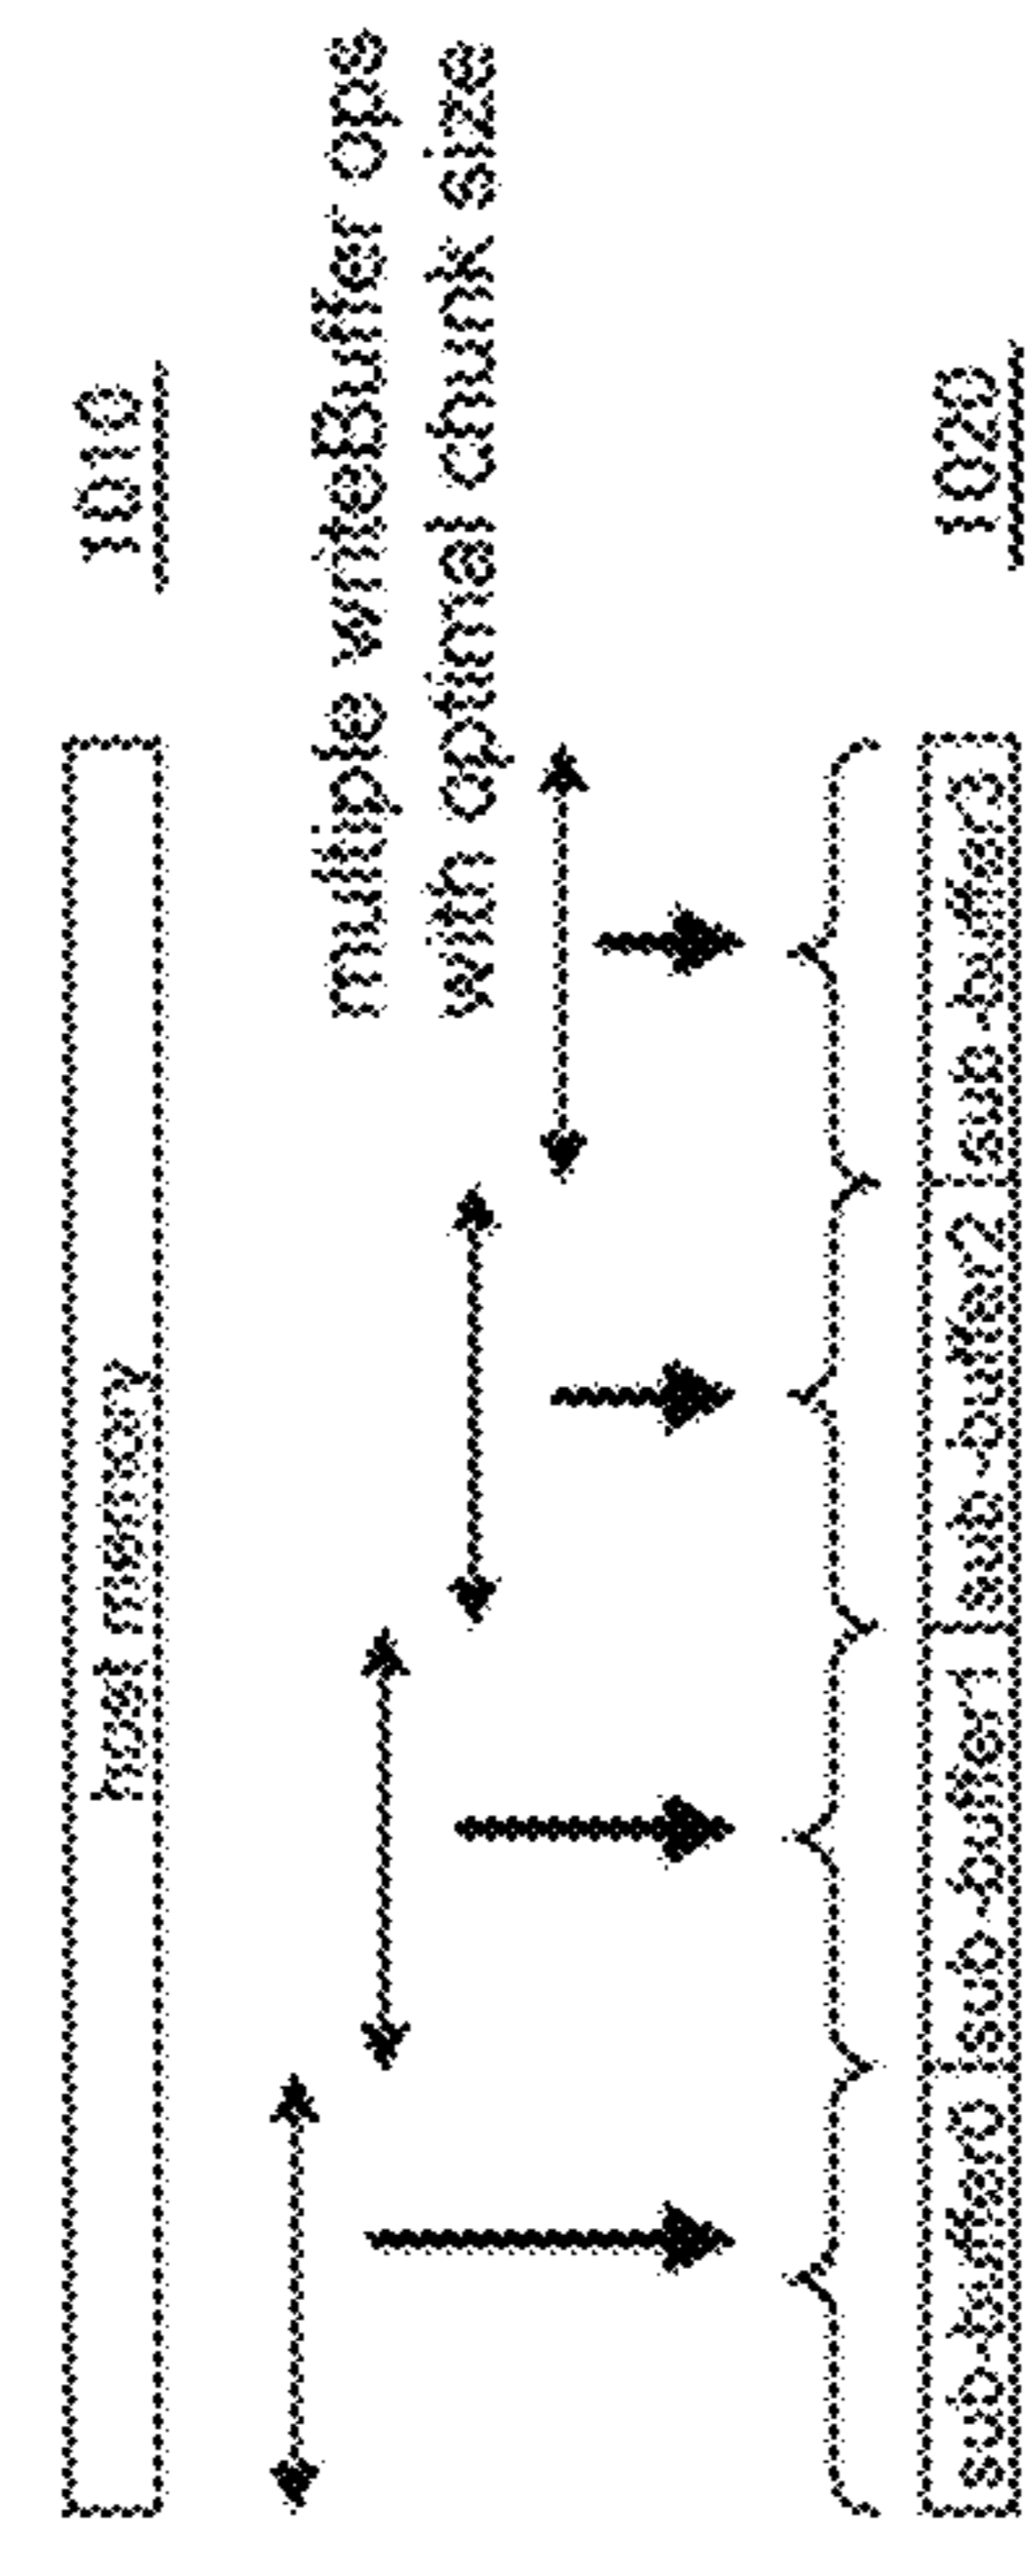 host memory
1010
multiple writeBuffer ops
with optimal chunk size
sub-buffer0 sub-buffer1 sub-buffer2 sub-buffer3
1020